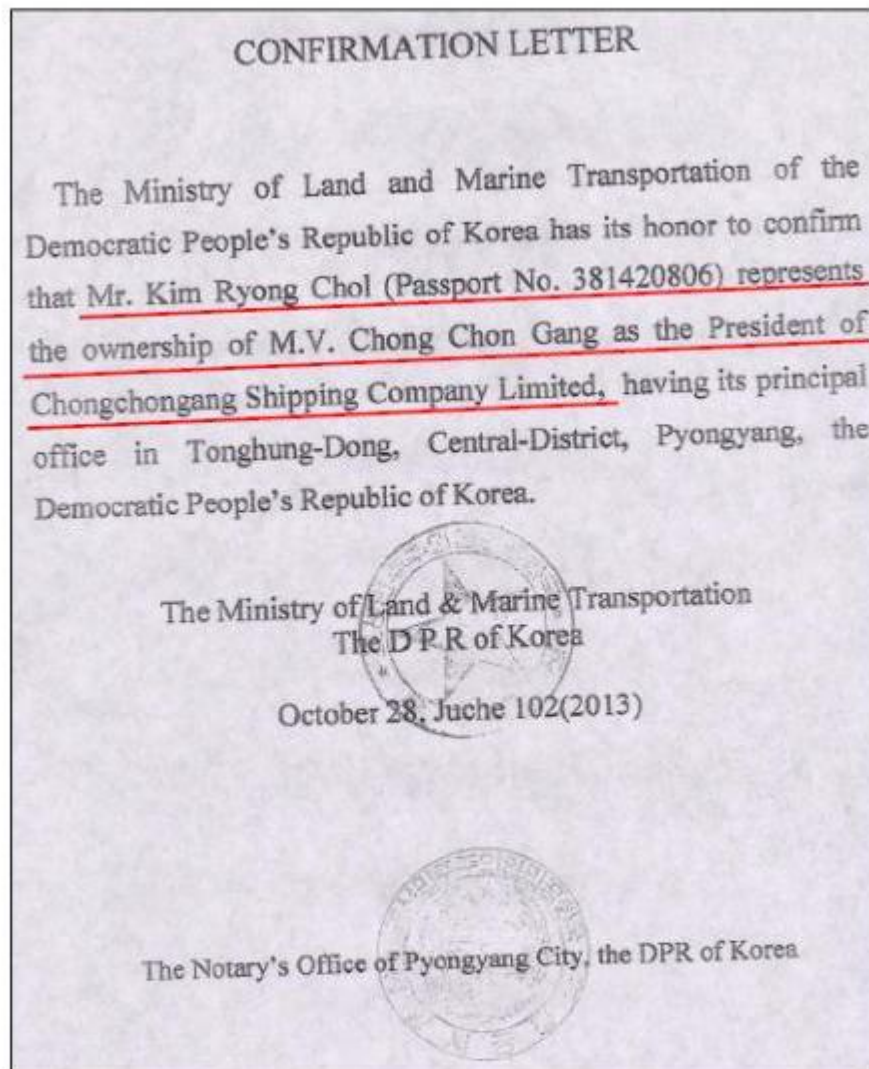 CONFIRMATION LETTER
The Ministry of Land and Marine Transportation of the
Democratic People's Republic of Korea has its honor to confirm
that Mr. Kim Ryong Chol (Passport No. 381420806) represents
the ownership of M.V. Chong Chon Gang as the President of
Chongchongang Shipping Company Limited, having its principal
office in Tonghung-Dong, Central-District, Pyongyang, the
Democratic People's Republic of Korea.
The Ministry of Land & Marine Transportation
The D P R of Korea
October 28, Juche 102(2013)
The Notary's Office of Pyongyang City, the DPR of Korea